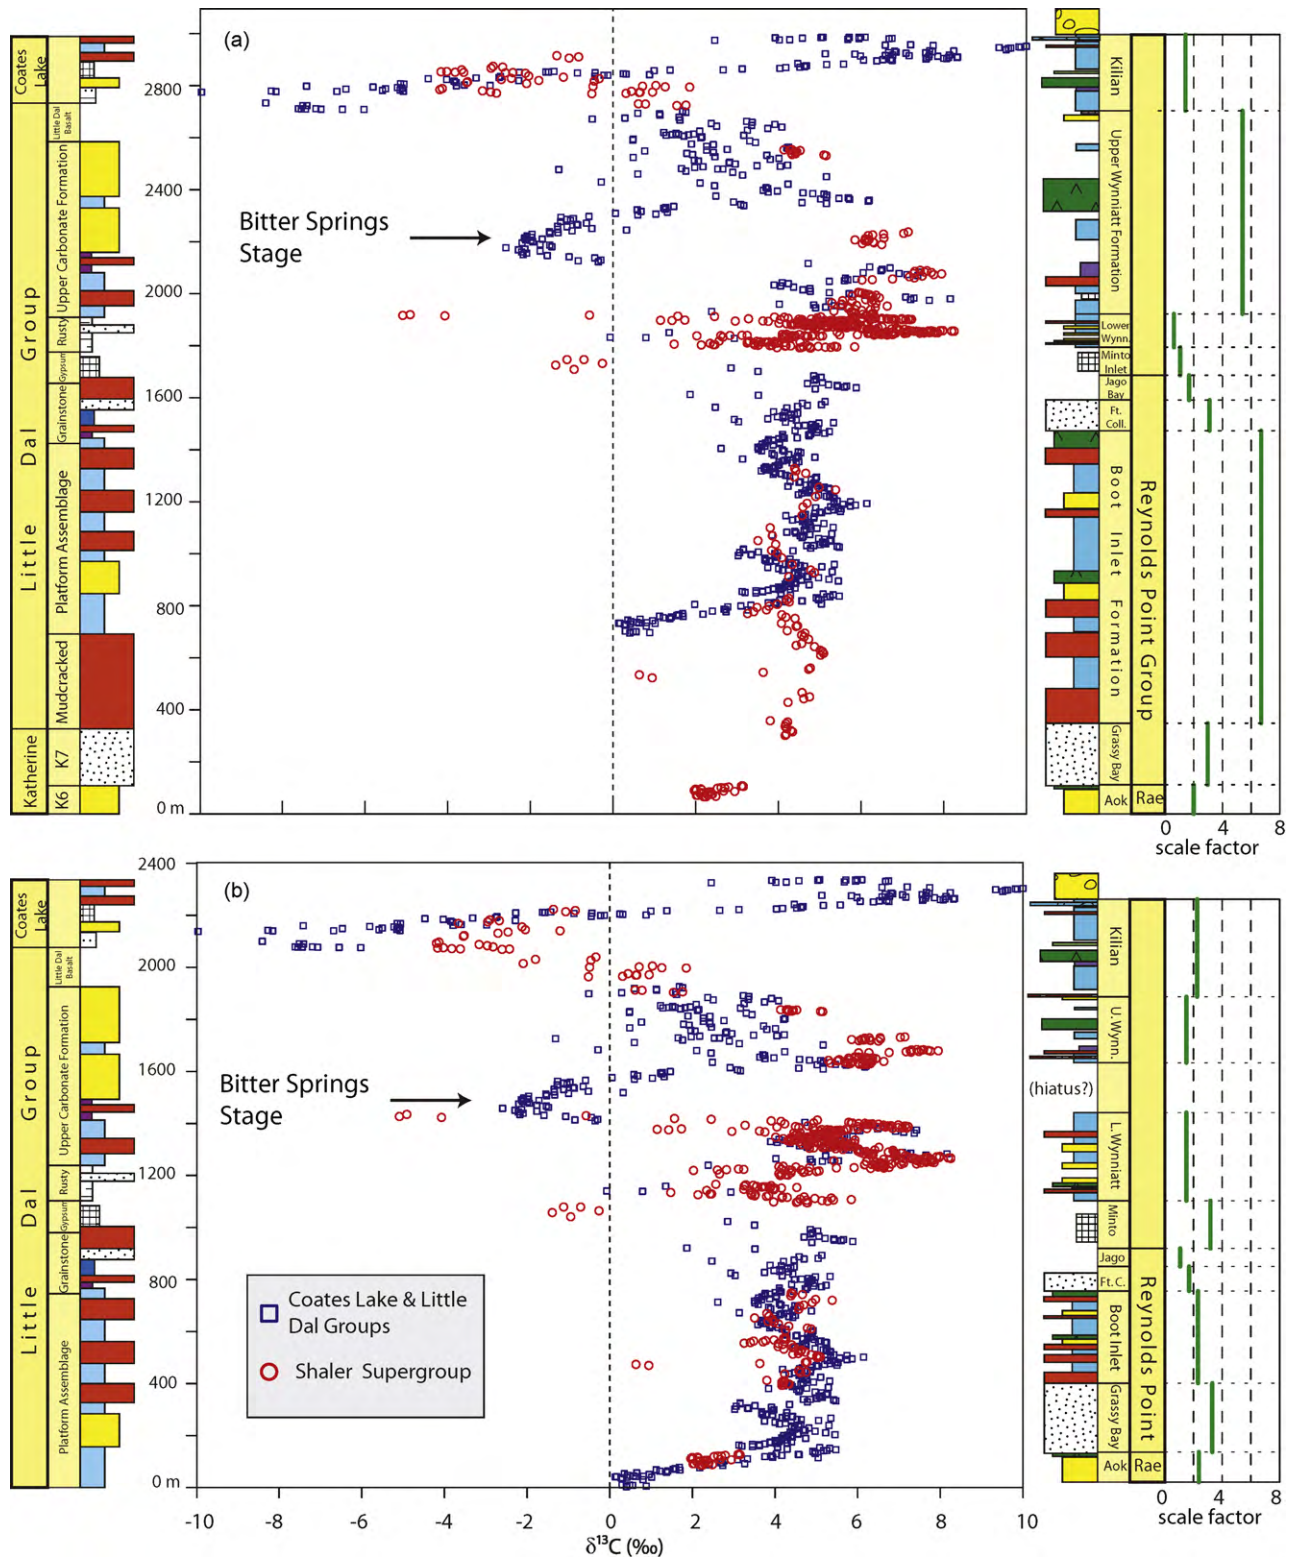 (a)
Coates
Lake
Little Dal
Basalt
Upper Carbonate Formation
Rusty
Gypsum
Grainstone
Platform Assemblage
Mudcracked
K7
K6
Little Dal Group
Katherine
2800
2400
2000
1600
1200
800
400
0 m
Bitter Springs
Stage
Kilian
Upper Wynniatt Formation
Lower
Wynn.
Minto
Inlet
Jago
Bay
Ft.
Coll.
Boot Inlet Formation
Grassy Bay
Aok
Reynolds Point Group
Rae
0 4 8
scale factor
(b)
Coates
Lake
Little Dal
Basalt
Upper Carbonate Formation
Rusty
Gypsum
Grainstone
Platform Assemblage
Little Dal Group
2400
2000
1600
1200
800
400
0 m
Bitter Springs
Stage
Coates Lake & Little
Dal Groups
Shaler Supergroup
Kilian
U. Wynn.
(hiatus?)
L.Wynniatt
Minto
Jago
Ft. C.
Boot Inlet
Grassy Bay
Aok
Reynolds Point
Rae
0 4 8
scale factor
-10 -8 -6 -4 -2 0 2 4 6 8 10
δ¹³C (‰)